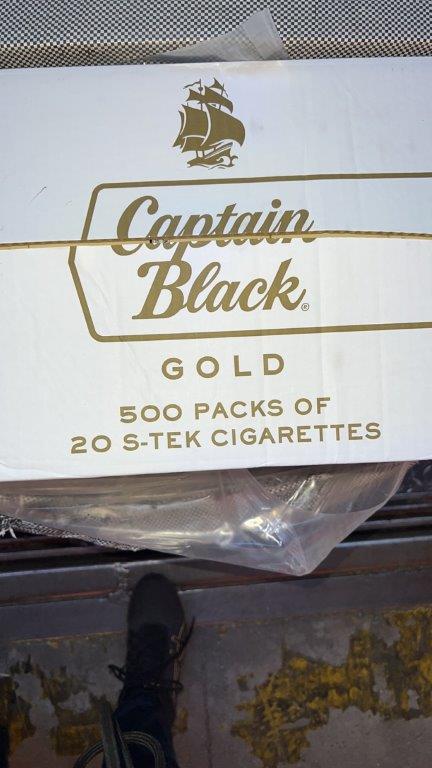 Captain
Black®
GOLD
500 PACKS OF
20 S-TEK CIGARETTES